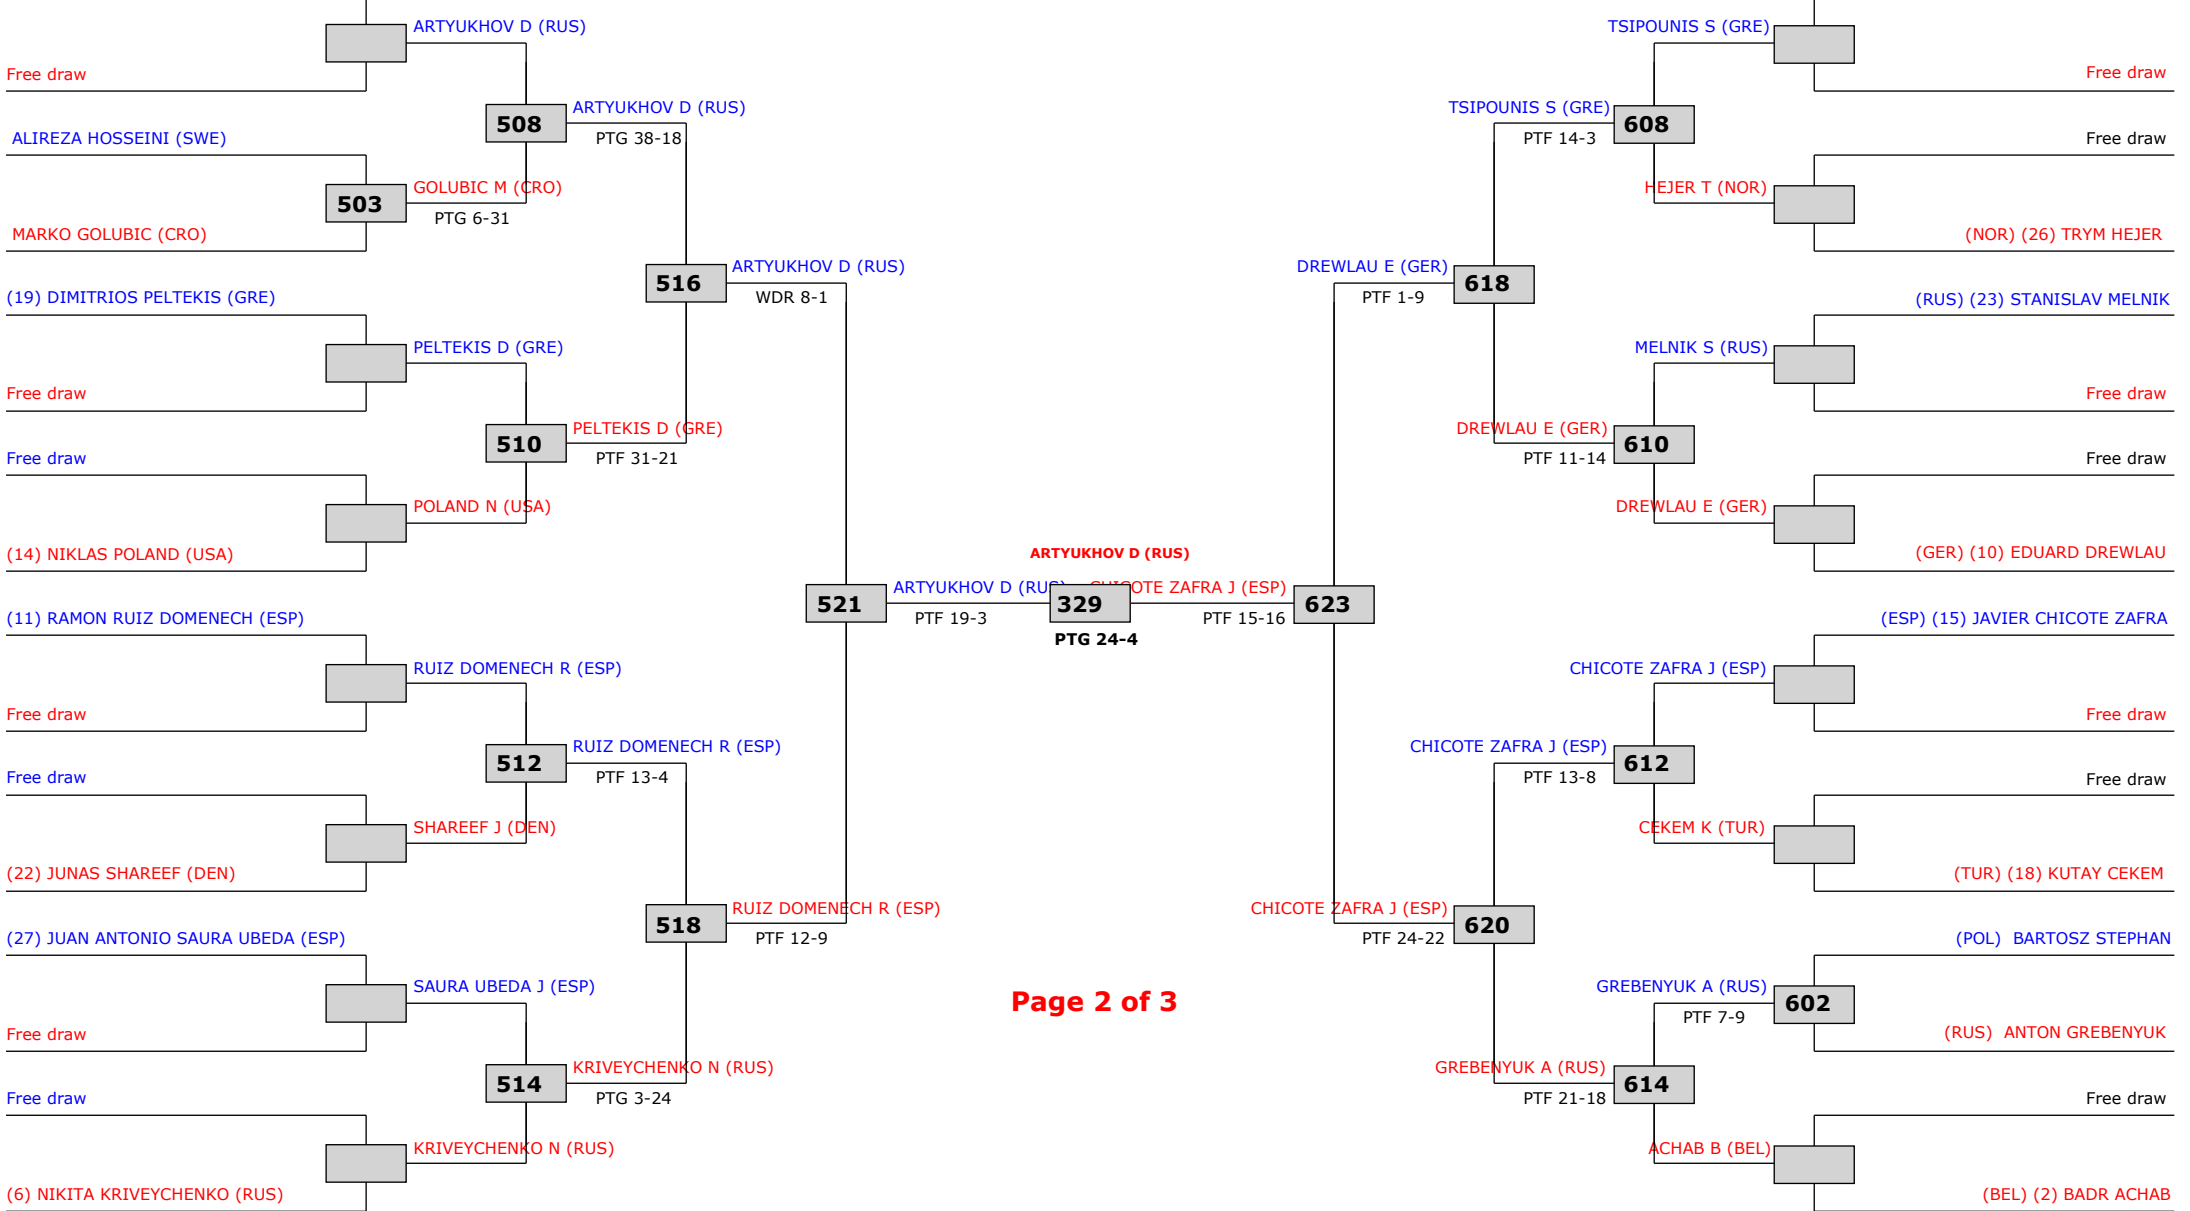 ARTYUKHOV D (RUS)
TSIPOUNIS S (GRE)
Free draw
Free draw
ARTYUKHOV D (RUS)
TSIPOUNIS S (GRE)
508
608
ALIREZA HOSSEINI (SWE)
PTG 38-18
PTF 14-3
Free draw
GOLUBIC M (CRO)
HEJER T (NOR)
503
PTG 6-31
MARKO GOLUBIC (CRO)
(NOR) (26) TRYM HEJER
ARTYUKHOV D (RUS)
DREWLAU E (GER)
516
618
(19) DIMITRIOS PELTEKIS (GRE)
WDR 8-1
PTF 1-9
(RUS) (23) STANISLAV MELNIK
PELTEKIS D (GRE)
MELNIK S (RUS)
Free draw
Free draw
PELTEKIS D (GRE)
DREWLAU E (GER)
510
610
Free draw
PTF 31-21
PTF 11-14
Free draw
POLAND N (USA)
DREWLAU E (GER)
(14) NIKLAS POLAND (USA)
ARTYUKHOV D (RUS)
(GER) (10) EDUARD DREWLAU
521
ARTYUKHOV D (RUS)
329
CHICOTE ZAFRA J (ESP)
623
(11) RAMON RUIZ DOMENECH (ESP)
PTF 19-3
PTG 24-4
PTF 15-16
(ESP) (15) JAVIER CHICOTE ZAFRA
RUIZ DOMENECH R (ESP)
CHICOTE ZAFRA J (ESP)
Free draw
Free draw
RUIZ DOMENECH R (ESP)
CHICOTE ZAFRA J (ESP)
512
612
Free draw
PTF 13-4
PTF 13-8
Free draw
SHAREEF J (DEN)
CEKEM K (TUR)
(22) JUNAS SHAREEF (DEN)
(TUR) (18) KUTAY CEKEM
RUIZ DOMENECH R (ESP)
CHICOTE ZAFRA J (ESP)
518
620
(27) JUAN ANTONIO SAURA UBEDA (ESP)
PTF 12-9
PTF 24-22
(POL) BARTOSZ STEPHAN
SAURA UBEDA J (ESP)
Page 2 of 3
GREBENYUK A (RUS)
602
PTF 7-9
Free draw
(RUS) ANTON GREBENYUK
KRIVEYCHENKO N (RUS)
GREBENYUK A (RUS)
514
614
Free draw
PTG 3-24
PTF 21-18
Free draw
KRIVEYCHENKO N (RUS)
ACHAB B (BEL)
(6) NIKITA KRIVEYCHENKO (RUS)
(BEL) (2) BADR ACHAB